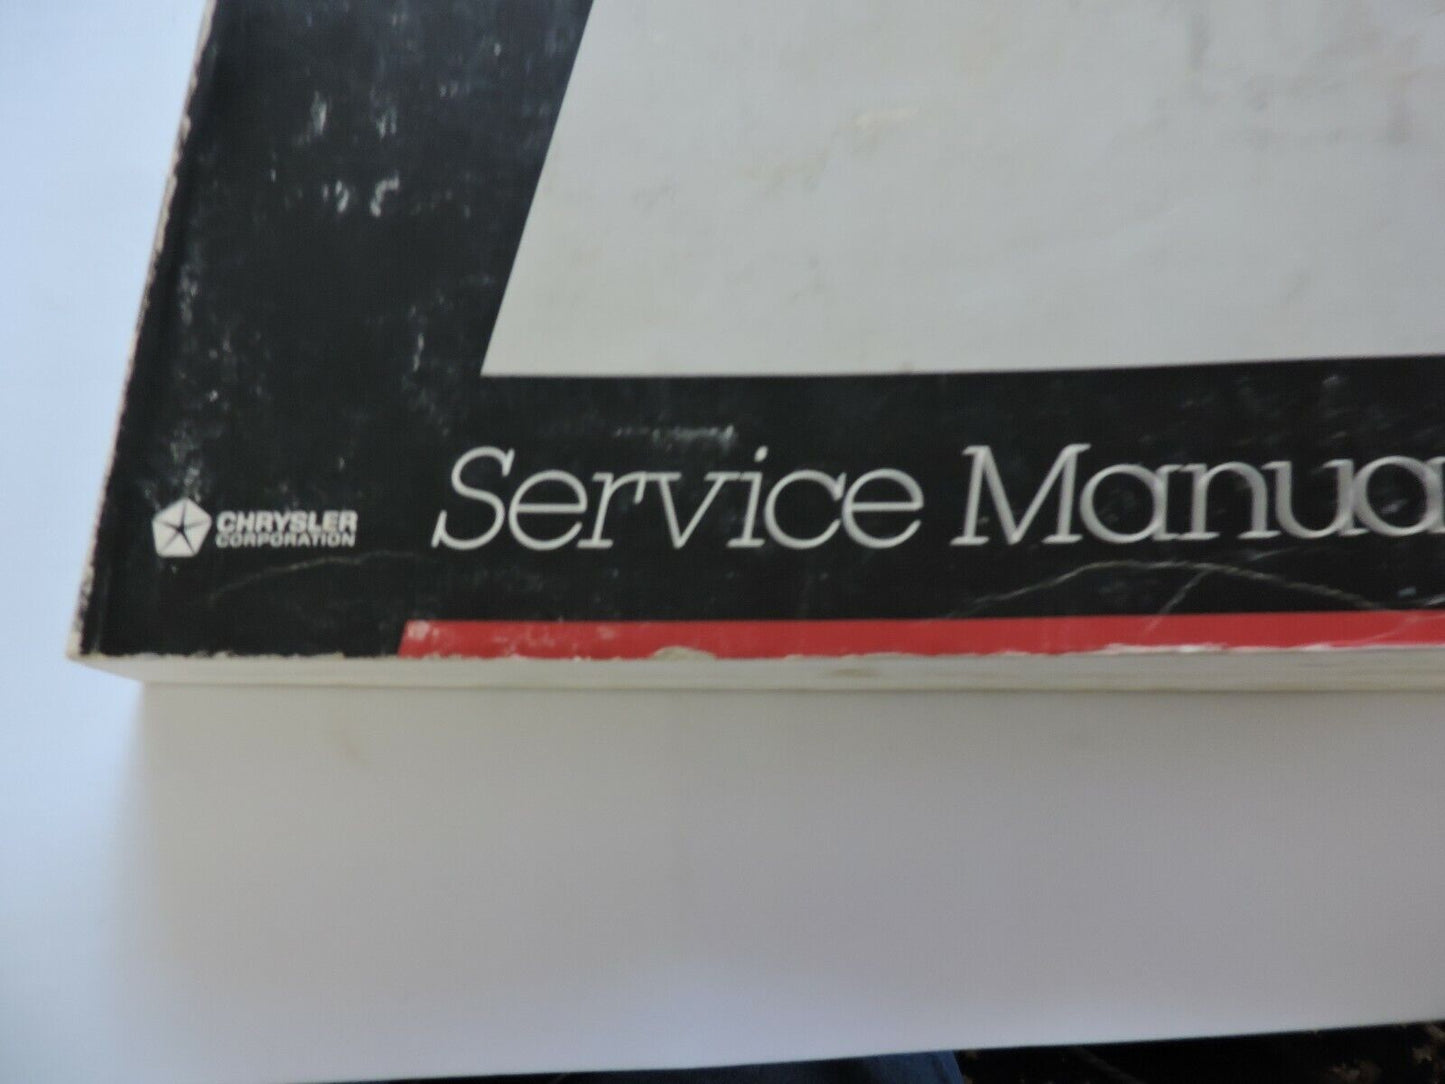 CHRYSLER
CORPORATION
Service Manua